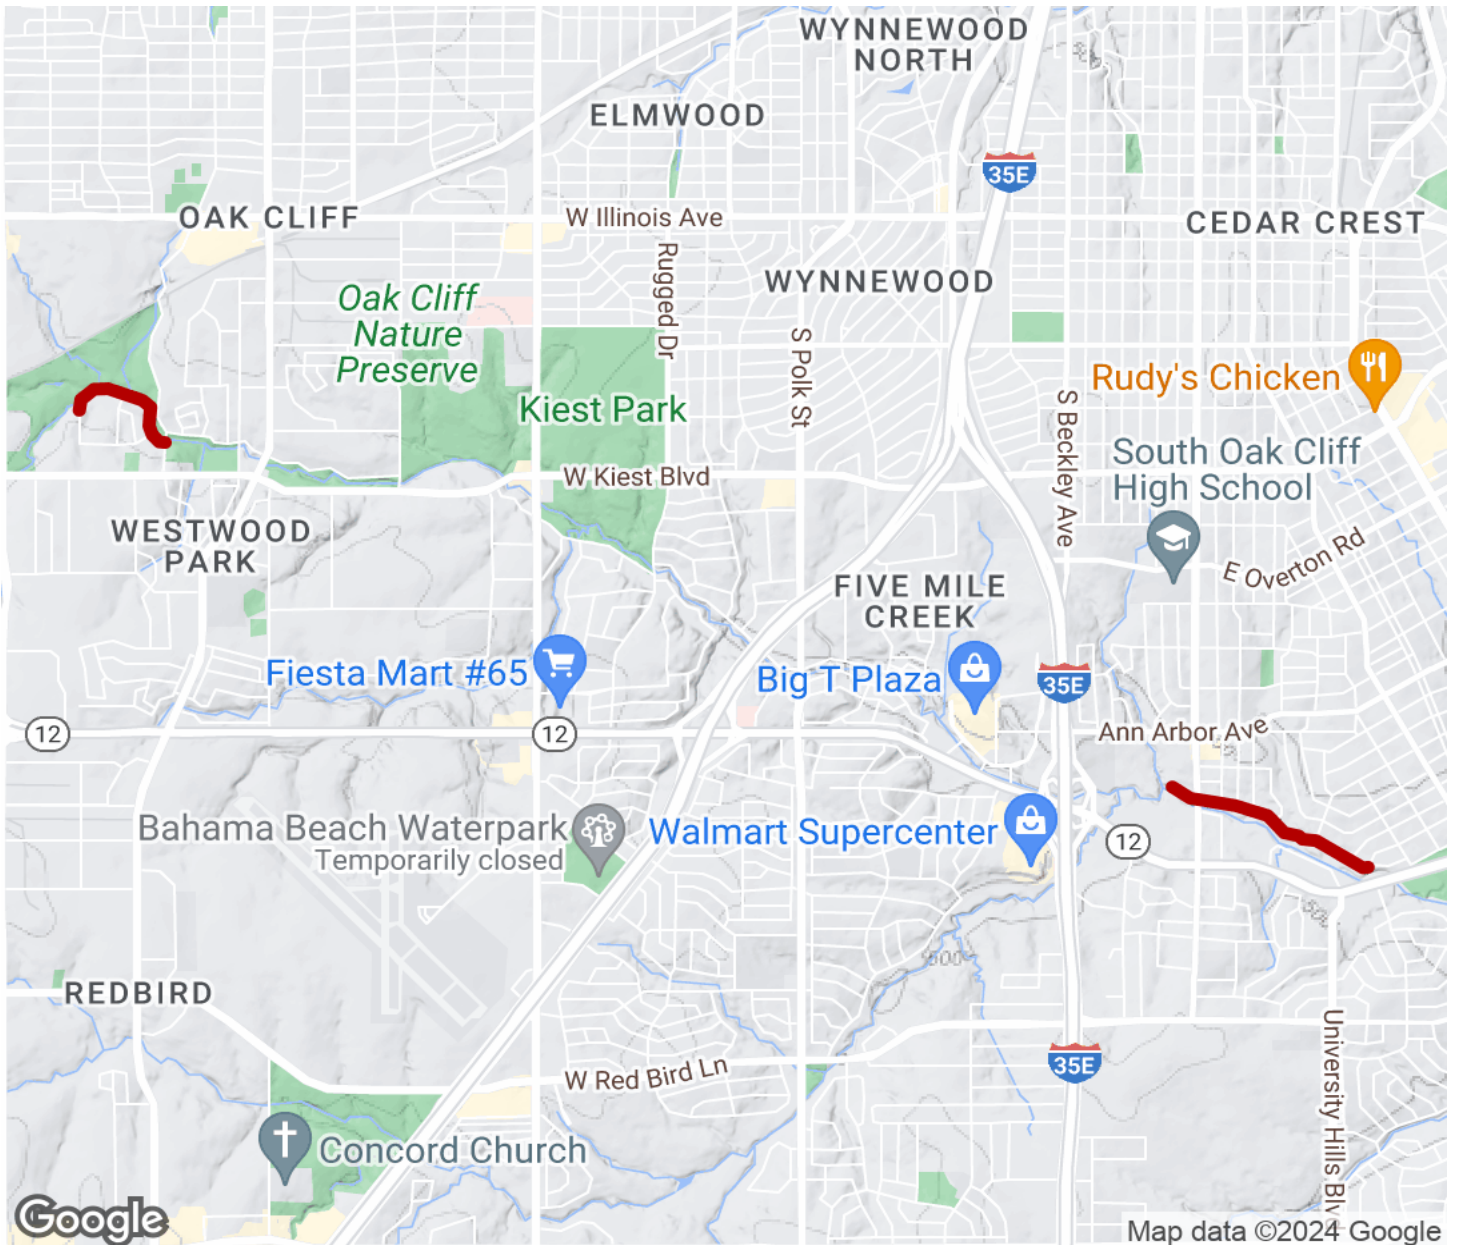 WYNNEWOOD
NORTH
ELMWOOD
35E
OAK CLIFF
W Illinois Ave
CEDAR CREST
Rugged Dr
WYNNEWOOD
Oak Cliff
Nature
Preserve
S Polk St
Rudy's Chicken
Kiest Park
S Beckley Ave
South Oak Cliff
High School
W Kiest Blvd
WESTWOOD
PARK
E Overton Rd
FIVE MILE
CREEK
Fiesta Mart #65
Big T Plaza
35E
12
12
Ann Arbor Ave
Bahama Beach Waterpark
Temporarily closed
Walmart Supercenter
12
500
500
REDBIRD
University Hills Blvd
35E
W Red Bird Ln
Concord Church
Google
Map data ©2024 Google